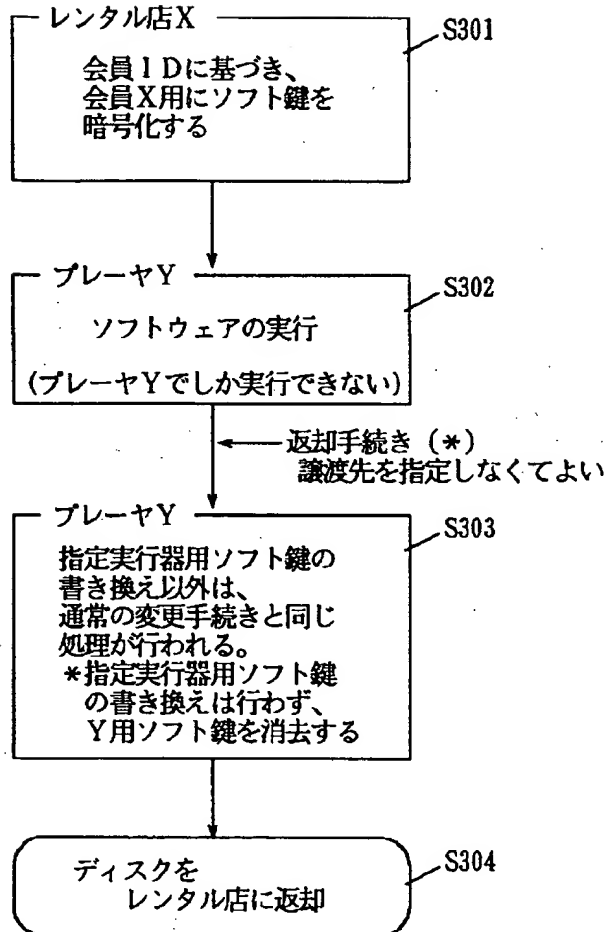 レンタル店X
S301
会員IDに基づき、
会員X用にソフト鍵を
暗号化する
プレーヤY
S302
ソフトウェアの実行
(プレーヤYでしか実行できない)
返却手続き(*)
譲渡先を指定しなくてよい
プレーヤY
S303
指定実行器用ソフト鍵の
書き換え以外は、
通常の変更手続きと同じ
処理が行われる。
*指定実行器用ソフト鍵
の書き換えは行わず、
Y用ソフト鍵を消去する
S304
ディスクを
レンタル店に返却